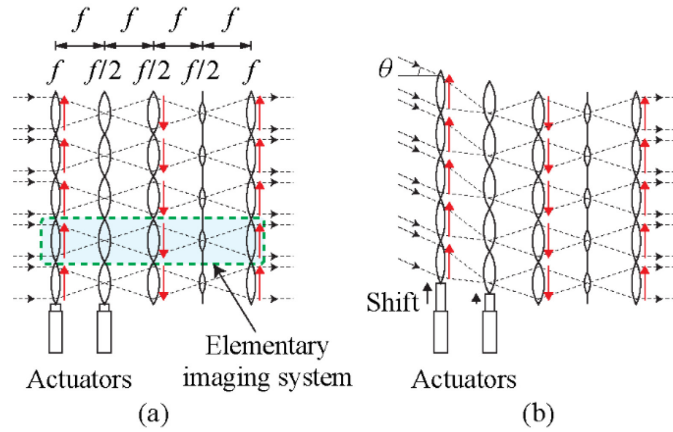 f f f f
f f/2 f/2 f/2 f
θ
Shift
Elementary
imaging system
Actuators
Actuators
(a)
(b)